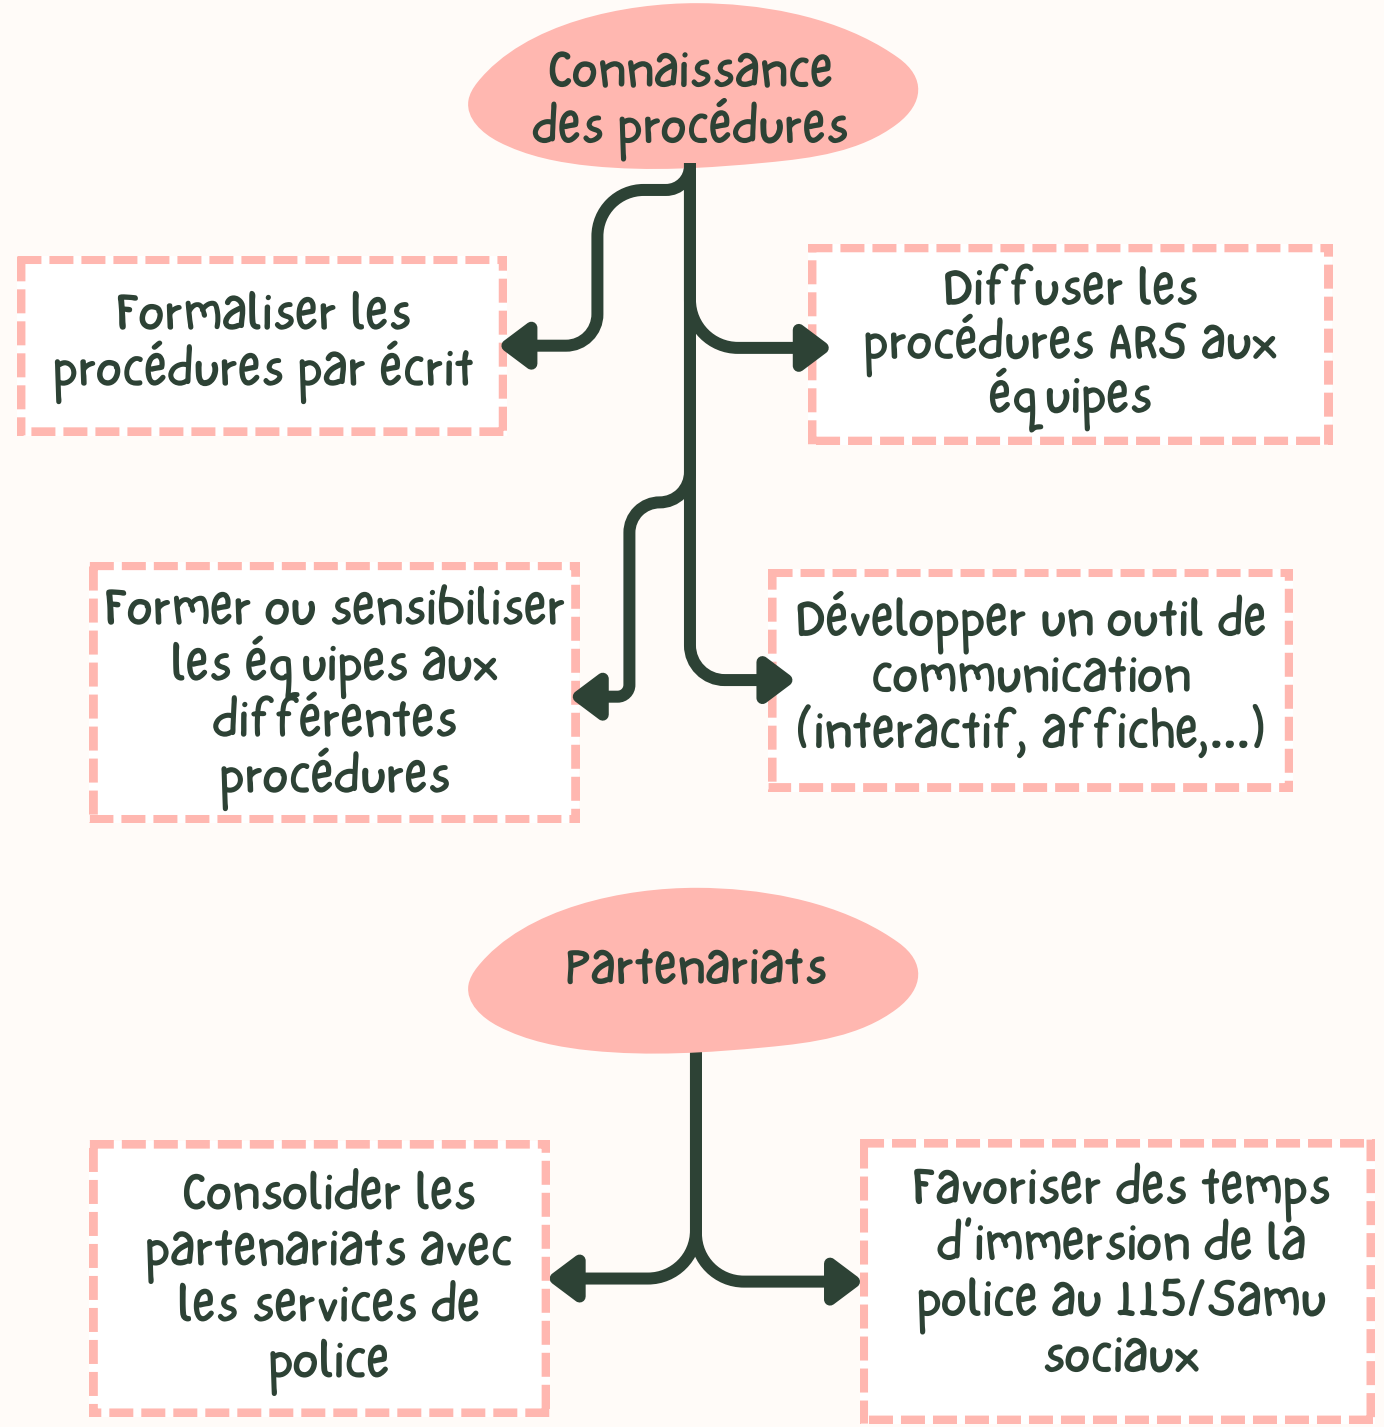 Connaissance
des procédures
Formaliser les
procédures par écrit
Diffuser les
procédures ARS aux
équipes
Former ou sensibiliser
les équipes aux
différentes
procédures
Développer un outil de
communication
(interactif, affiche,...)
Partenariats
Consolider les
partenariats avec
les services de
police
Favoriser des temps
d'immersion de la
police au 115/Samu
sociaux